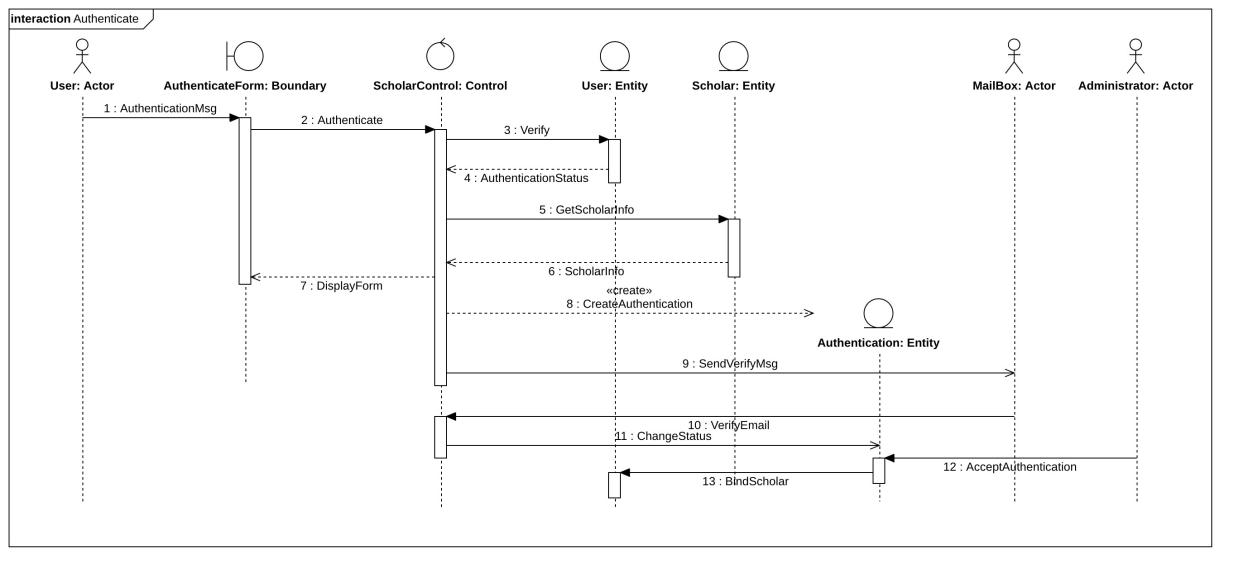 interaction Authenticate
User: Actor
AuthenticateForm: Boundary
ScholarControl: Control
User: Entity
Scholar: Entity
MailBox: Actor
Administrator: Actor
1 : AuthenticationMsg
2 : Authenticate
3 : Verify
4 : AuthenticationStatus
5 : GetScholarInfo
6 : ScholarInfo
7 : DisplayForm
«create»
8 : CreateAuthentication
Authentication: Entity
9 : SendVerifyMsg
10 : VerifyEmail
11 : ChangeStatus
12 : AcceptAuthentication
13 : BindScholar